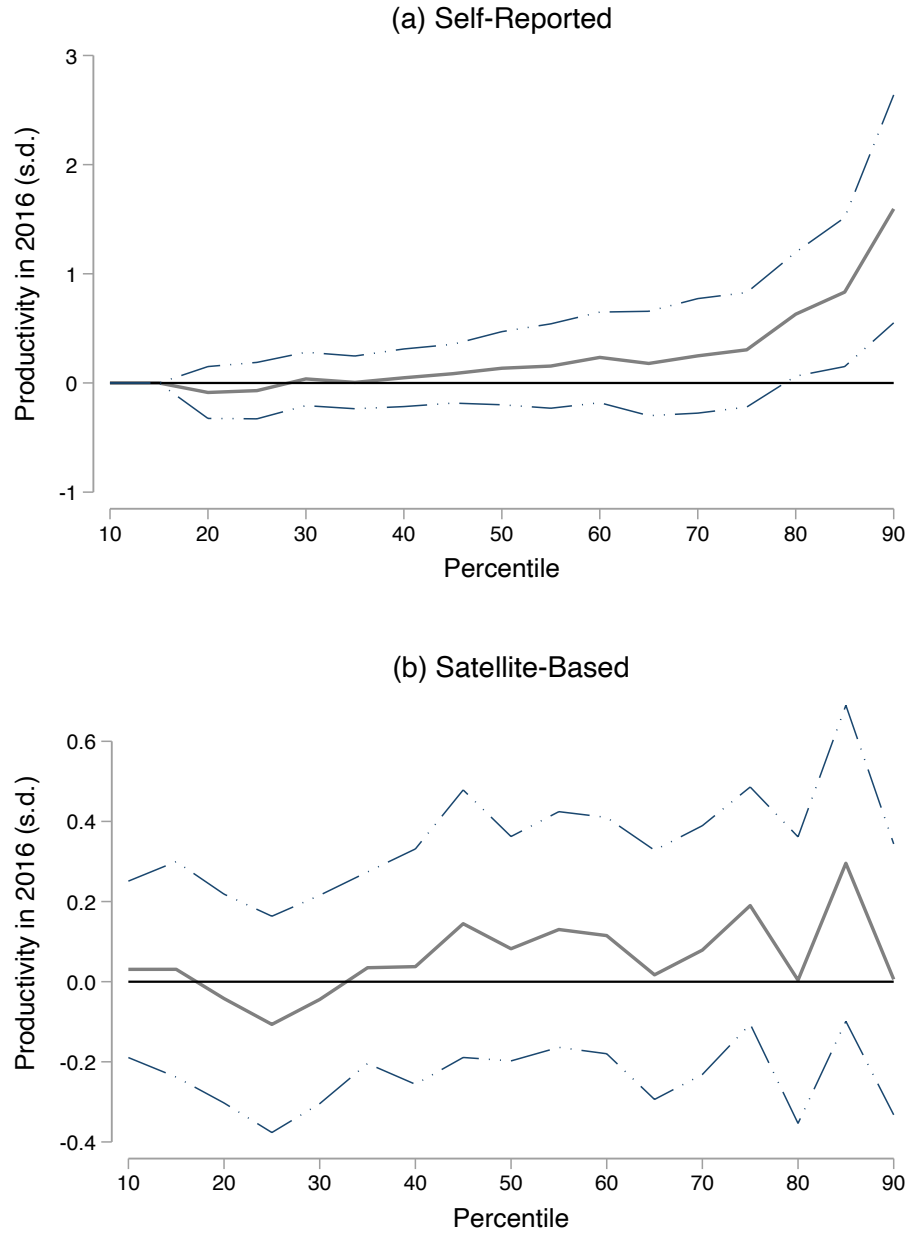 (a) Self-Reported
Productivity in 2016 (s.d.)
3
2
1
0
-1
10 20 30 40 50 60 70 80 90
Percentile
(b) Satellite-Based
Productivity in 2016 (s.d.)
0.6
0.4
0.2
0.0
-0.2
-0.4
10 20 30 40 50 60 70 80 90
Percentile